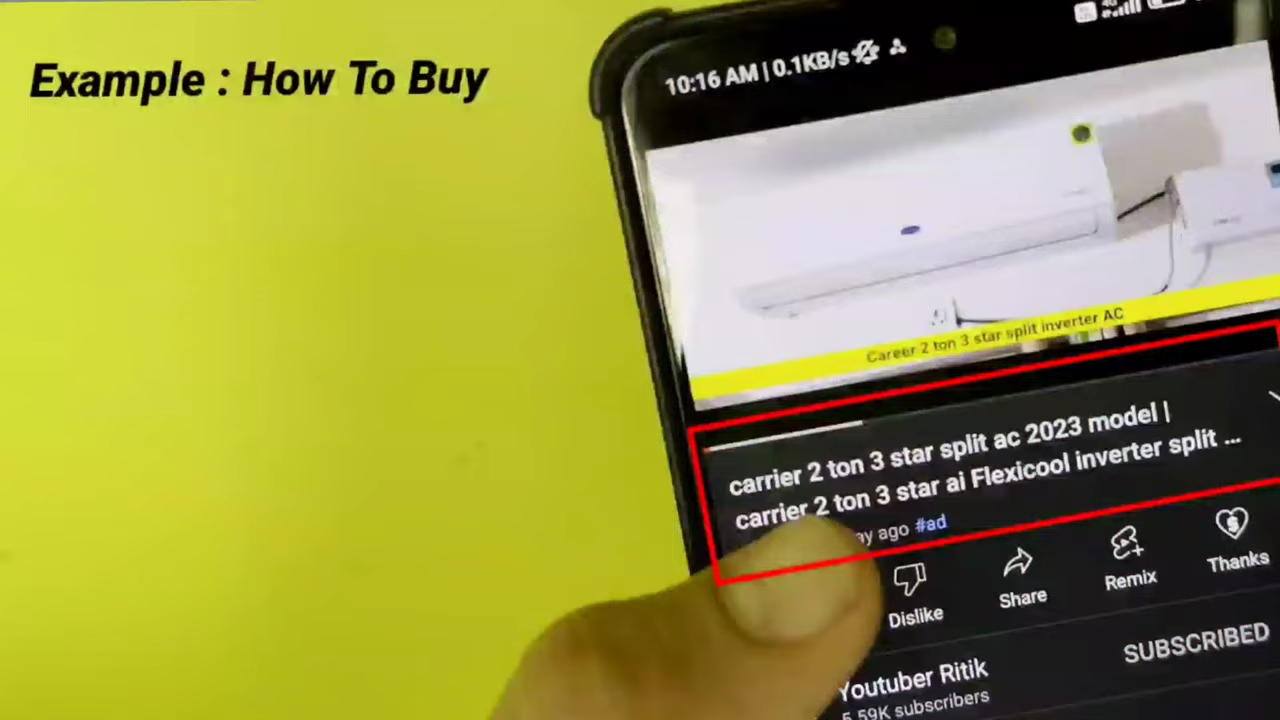 Example : How To Buy
10:16 AM | 0.1KB/s
4G
Career 2 ton 3 star split inverter AC
carrier 2 ton 3 star split ac 2023 model |
carrier 2 ton 3 star ai Flexicool inverter split ...
ago #ad
Dislike
Share
Remix
Thanks
Youtuber Ritik
SUBSCRIBED
5.59K subscribers